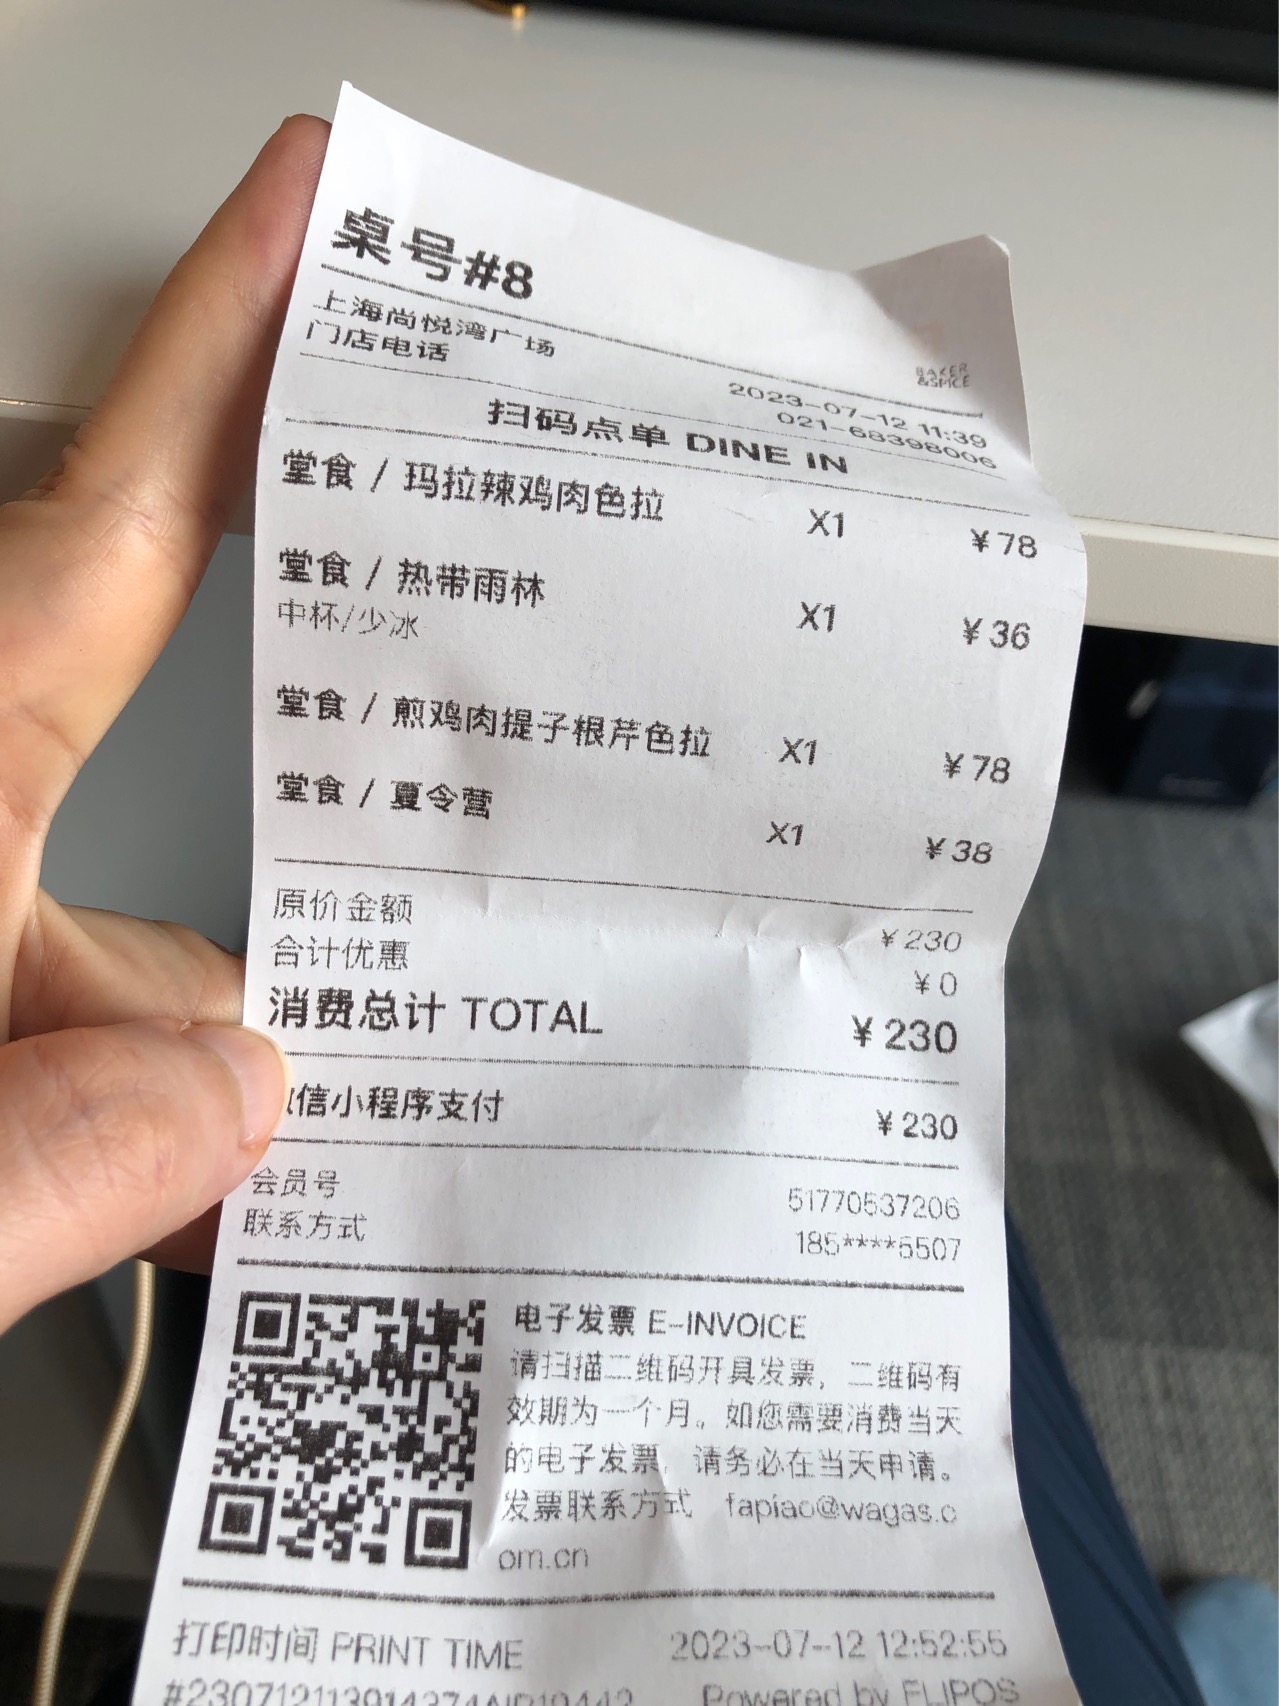 桌号#8
BAKER
&SPICE
上海尚悦湾广场 2023-07-12 11:39
门店电话 021-68398006
扫码点单 DINE IN
堂食 / 玛拉辣鸡肉色拉 X1 ¥78
堂食 / 热带雨林 X1 ¥36
中杯/少冰
堂食 / 煎鸡肉提子根芹色拉 X1 ¥78
堂食 / 夏令营 X1 ¥38
原价金额 ¥230
合计优惠 ¥0
消费总计 TOTAL ¥230
信小程序支付 ¥230
会员号 51770537206
联系方式 185****5507
电子发票 E-INVOICE
请扫描二维码开具发票，二维码有
效期为一个月。如您需要消费当天
的电子发票，请务必在当天申请。
发票联系方式 fapiao@wagas.c
om.cn
打印时间 PRINT TIME 2023-07-12 12:52:55
Powered by ELIPOS